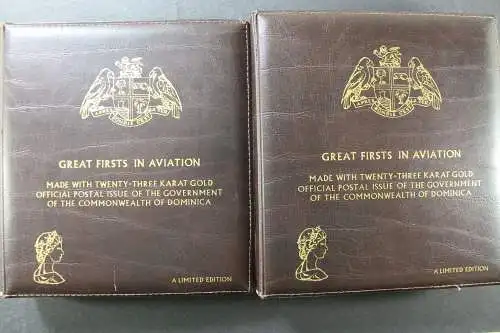 GREAT FIRSTS IN AVIATION
MADE WITH TWENTY-THREE KARAT GOLD
OFFICIAL POSTAL ISSUE OF THE GOVERNMENT
OF THE COMMONWEALTH OF DOMINICA
A LIMITED EDITION
GREAT FIRSTS IN AVIATION
MADE WITH TWENTY-THREE KARAT GOLD
OFFICIAL POSTAL ISSUE OF THE GOVERNMENT
OF THE COMMONWEALTH OF DOMINICA
A LIMITED EDITION